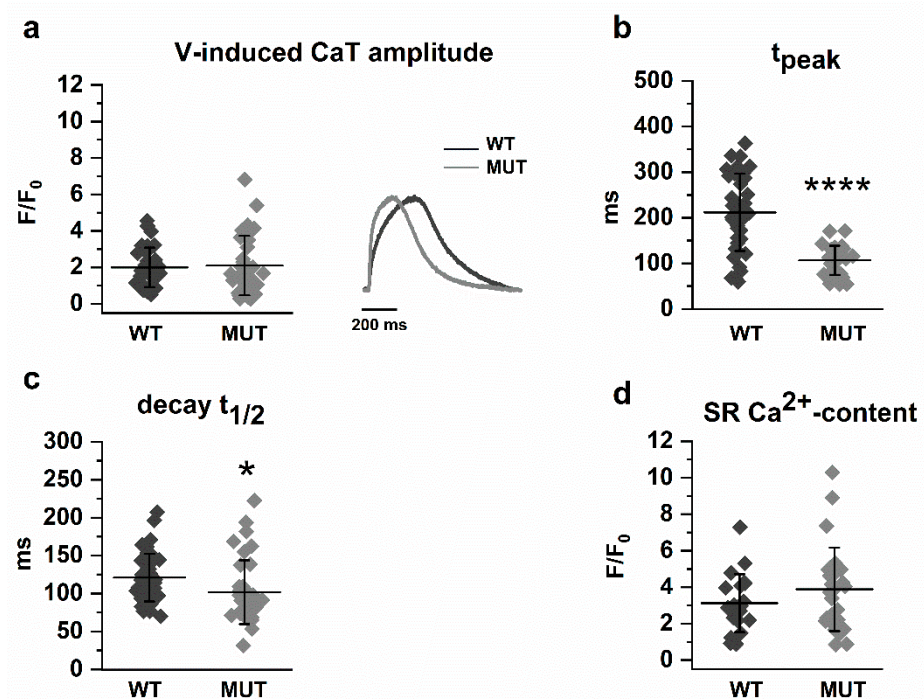 a
V-induced CaT amplitude
12
10
8
6
4
2
0
F/F0
WT
MUT
WT
MUT
200 ms
b
tpeak
500
400
300
200
100
0
ms
****
WT
MUT
c
decay t1/2
300
250
200
150
100
50
0
ms
*
WT
MUT
d
SR Ca2+-content
12
10
8
6
4
2
0
F/F0
WT
MUT